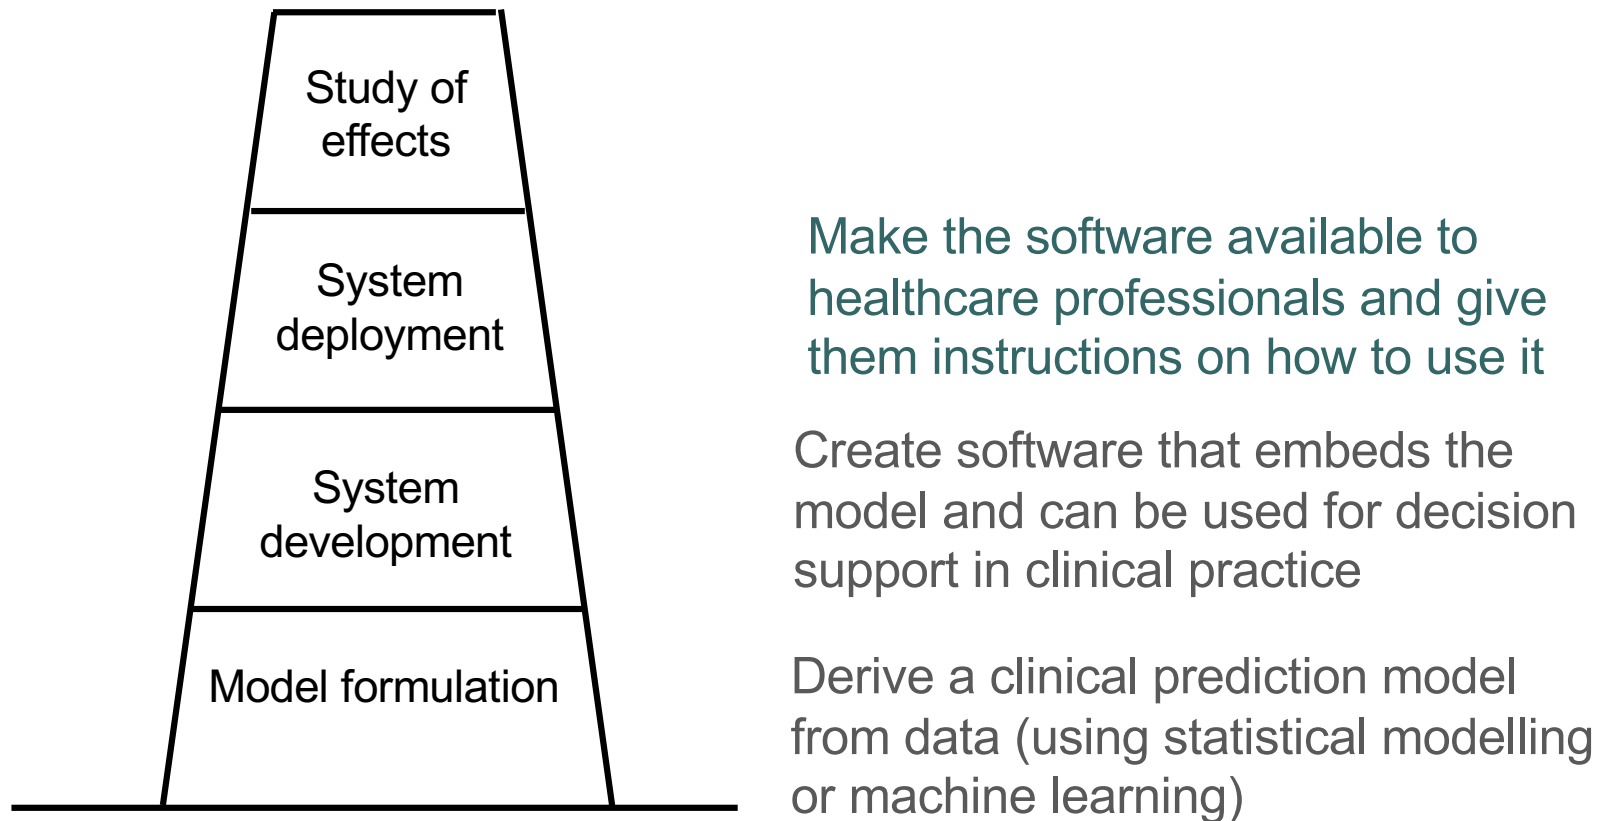 Study of
effects
System
deployment
Make the software available to
healthcare professionals and give
them instructions on how to use it
System
development
Create software that embeds the
model and can be used for decision
support in clinical practice
Model formulation
Derive a clinical prediction model
from data (using statistical modelling
or machine learning)